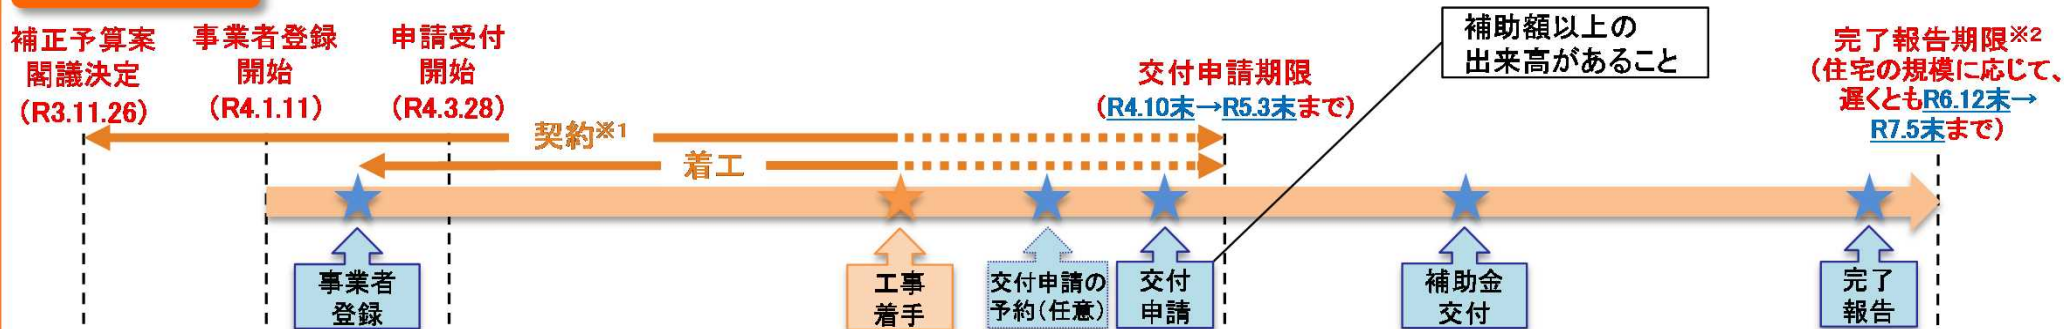 補正予算案
閣議決定
(R3.11.26)
事業者登録
開始
(R4.1.11)
申請受付
開始
(R4.3.28)
交付申請期限
(R4.10末→R5.3末まで)
補助額以上の
出来高があること
完了報告期限※2
(住宅の規模に応じて、
遅くともR6.12末→
R7.5末まで)
契約※1
着工
事業者
登録
工事
着手
交付申請の
予約(任意)
交付
申請
補助金
交付
完了
報告